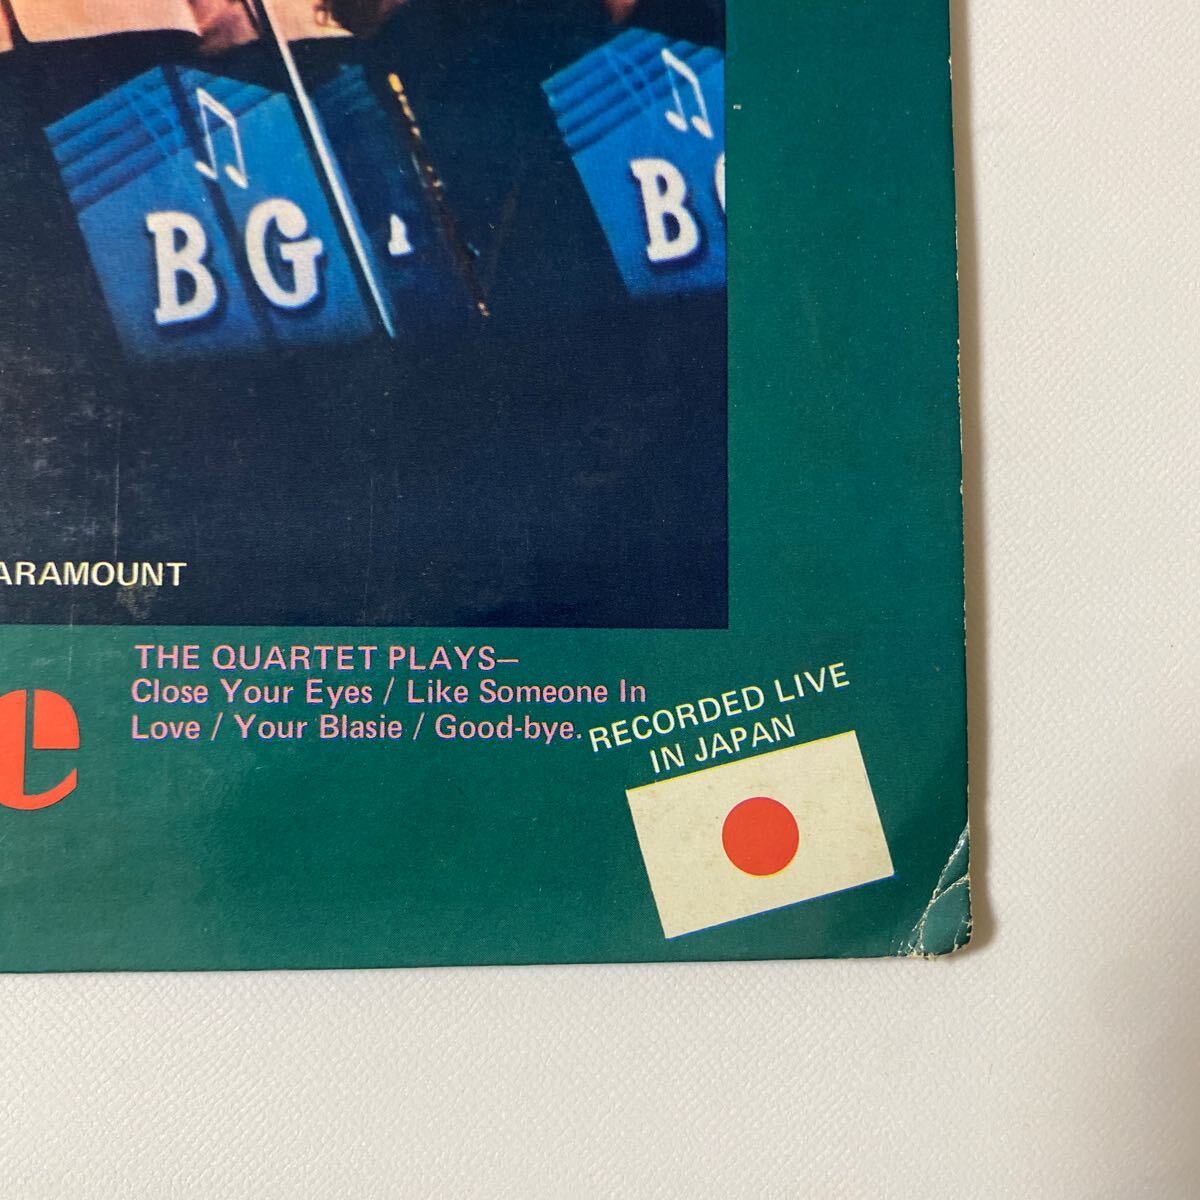 BG
B
ARAMOUNT
THE QUARTET PLAYS—
Close Your Eyes / Like Someone In
Love / Your Blasie / Good-bye.
RECORDED LIVE
IN JAPAN
e